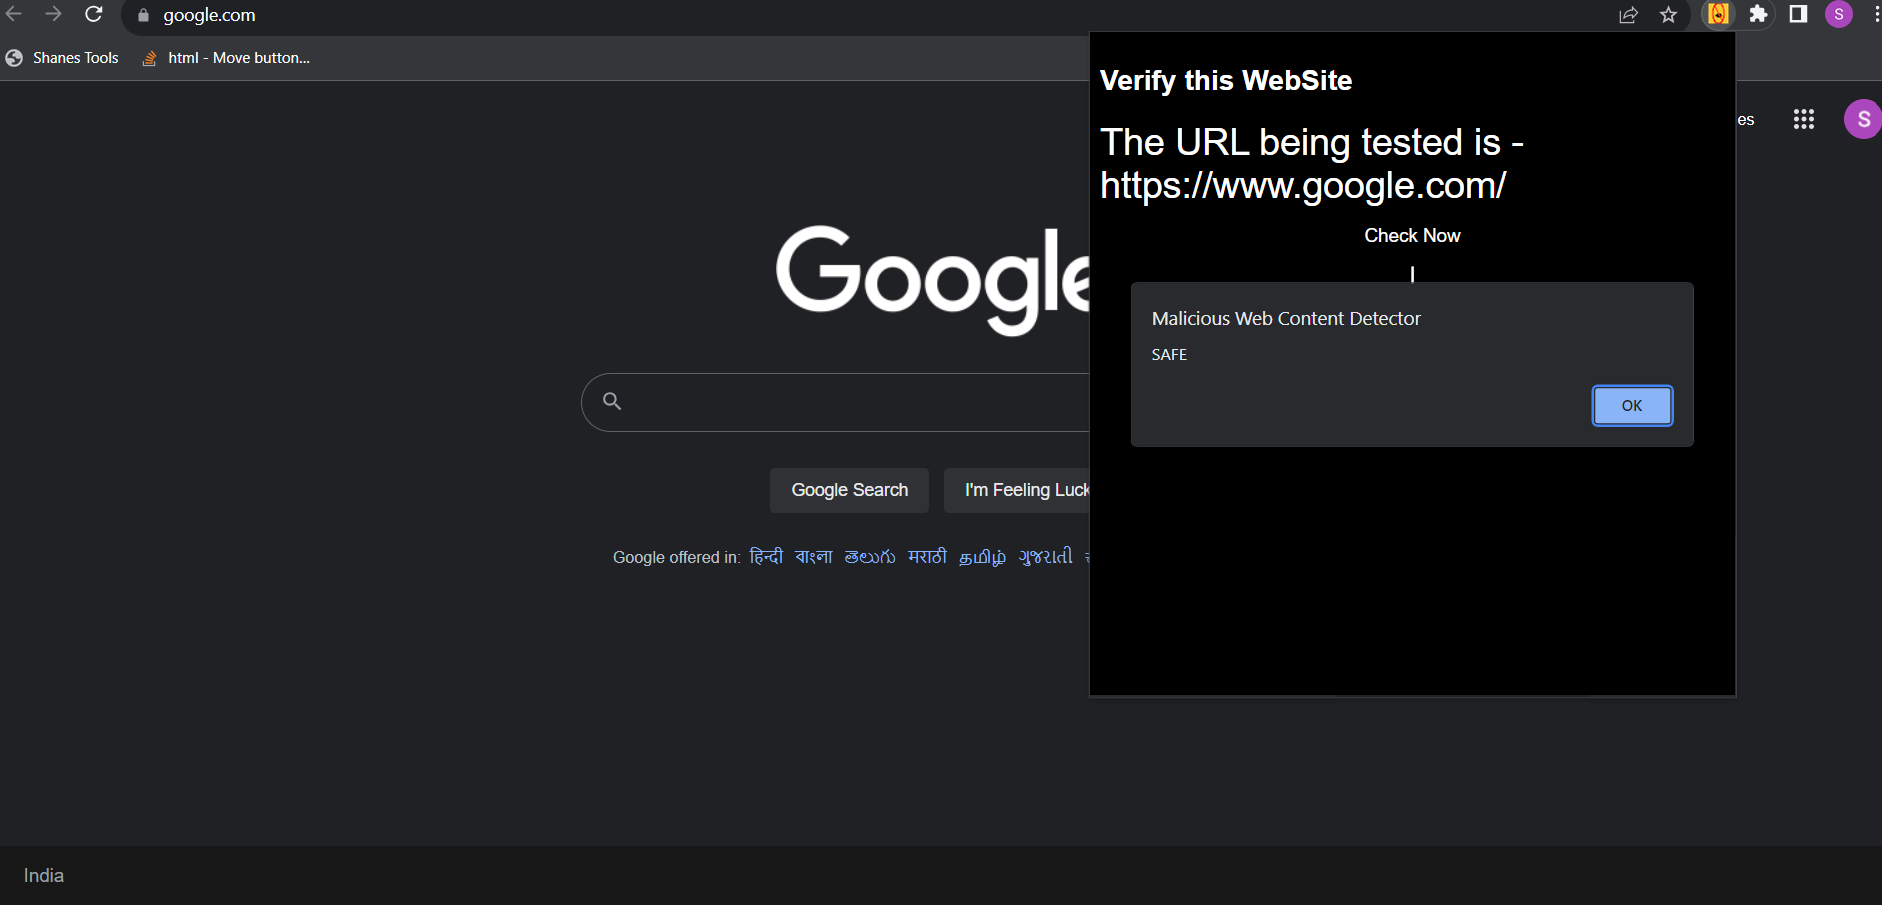 google.com
S
Shanes Tools
html - Move button...
Verify this WebSite
The URL being tested is -
https://www.google.com/
Check Now
Malicious Web Content Detector
SAFE
OK
es
S
Google
Google Search
I'm Feeling Luck
Google offered in: हिन्दी বাংলা తెలుగు मराठी தமிழ் ગુજરાતી
India